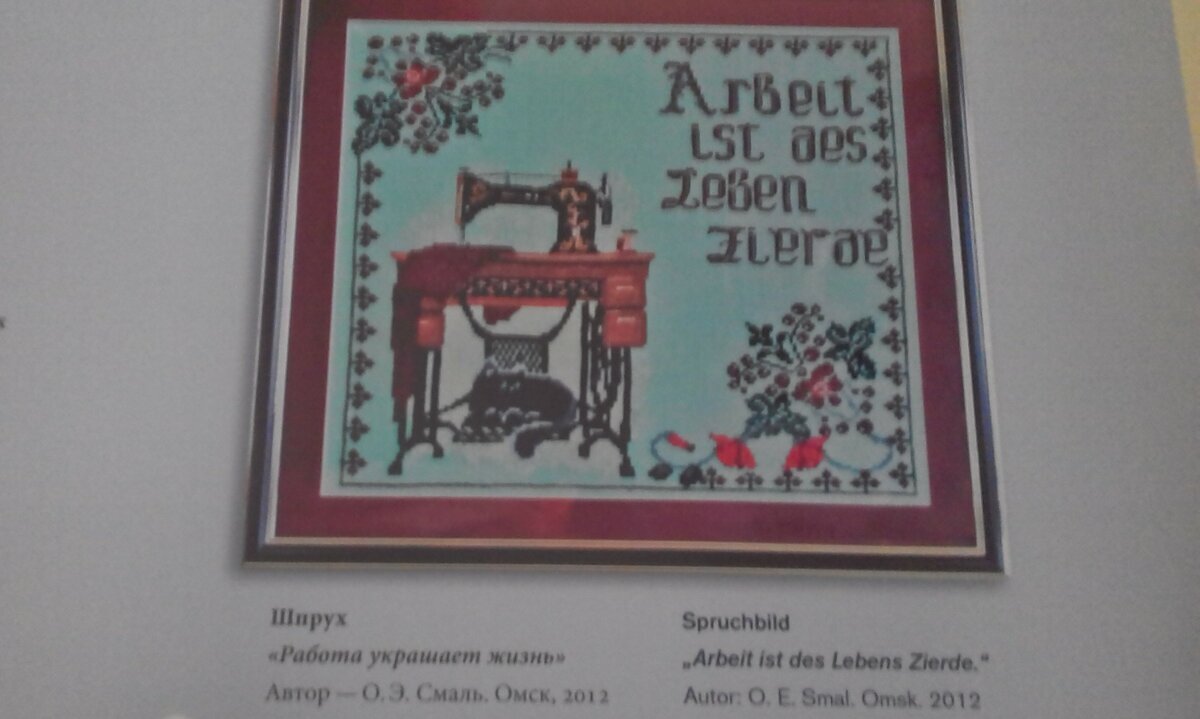 Arbeit
ist des
Leben
Zierde
Шпрух
«Работа украшает жизнь»
Автор — О. Э. Смаль. Омск, 2012
Spruchbild
„Arbeit ist des Lebens Zierde.“
Autor: O. E. Smal. Omsk. 2012